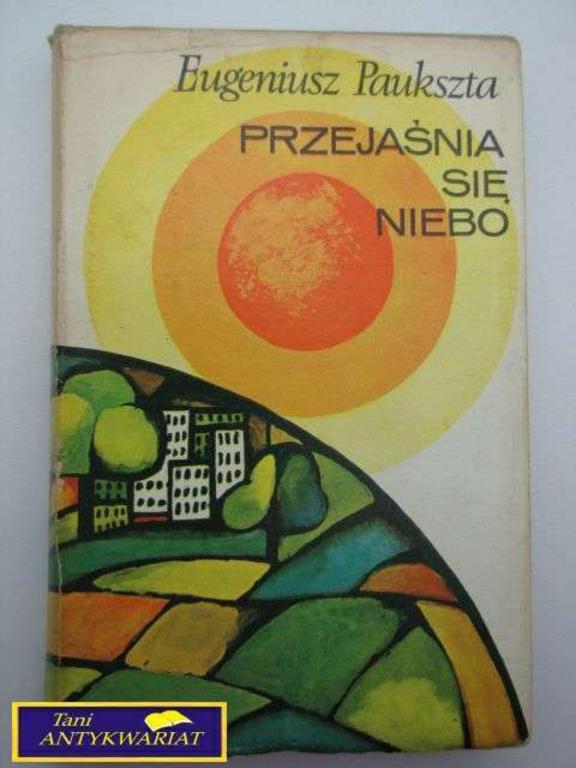 Eugeniusz Paukszta
PRZEJAŚNIA
SIĘ
NIEBO
Tani
ANTYKWARIAT